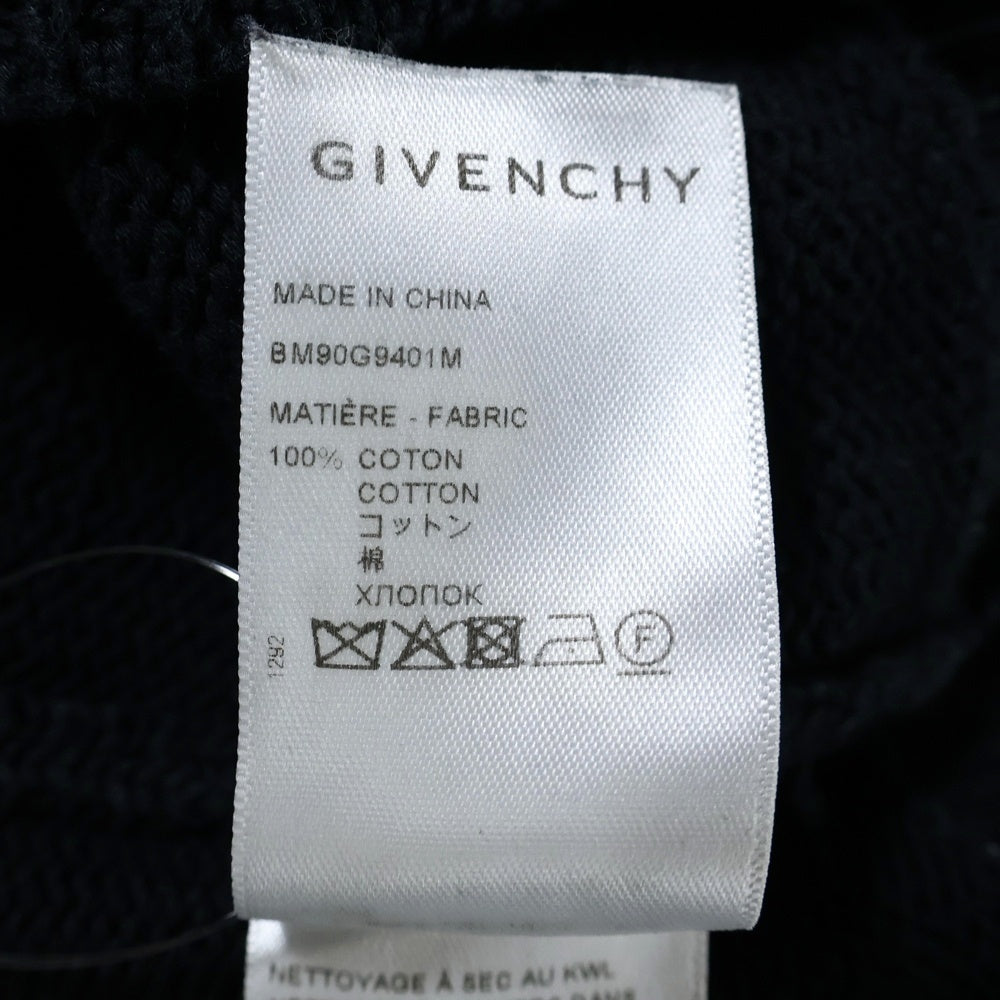 GIVENCHY
MADE IN CHINA
BM90G9401M
MATIÈRE - FABRIC
100% COTON
COTTON
コットン
棉
ХЛОПОК
1292
F
NETTOYAGE À SEC AU KWL
DANS